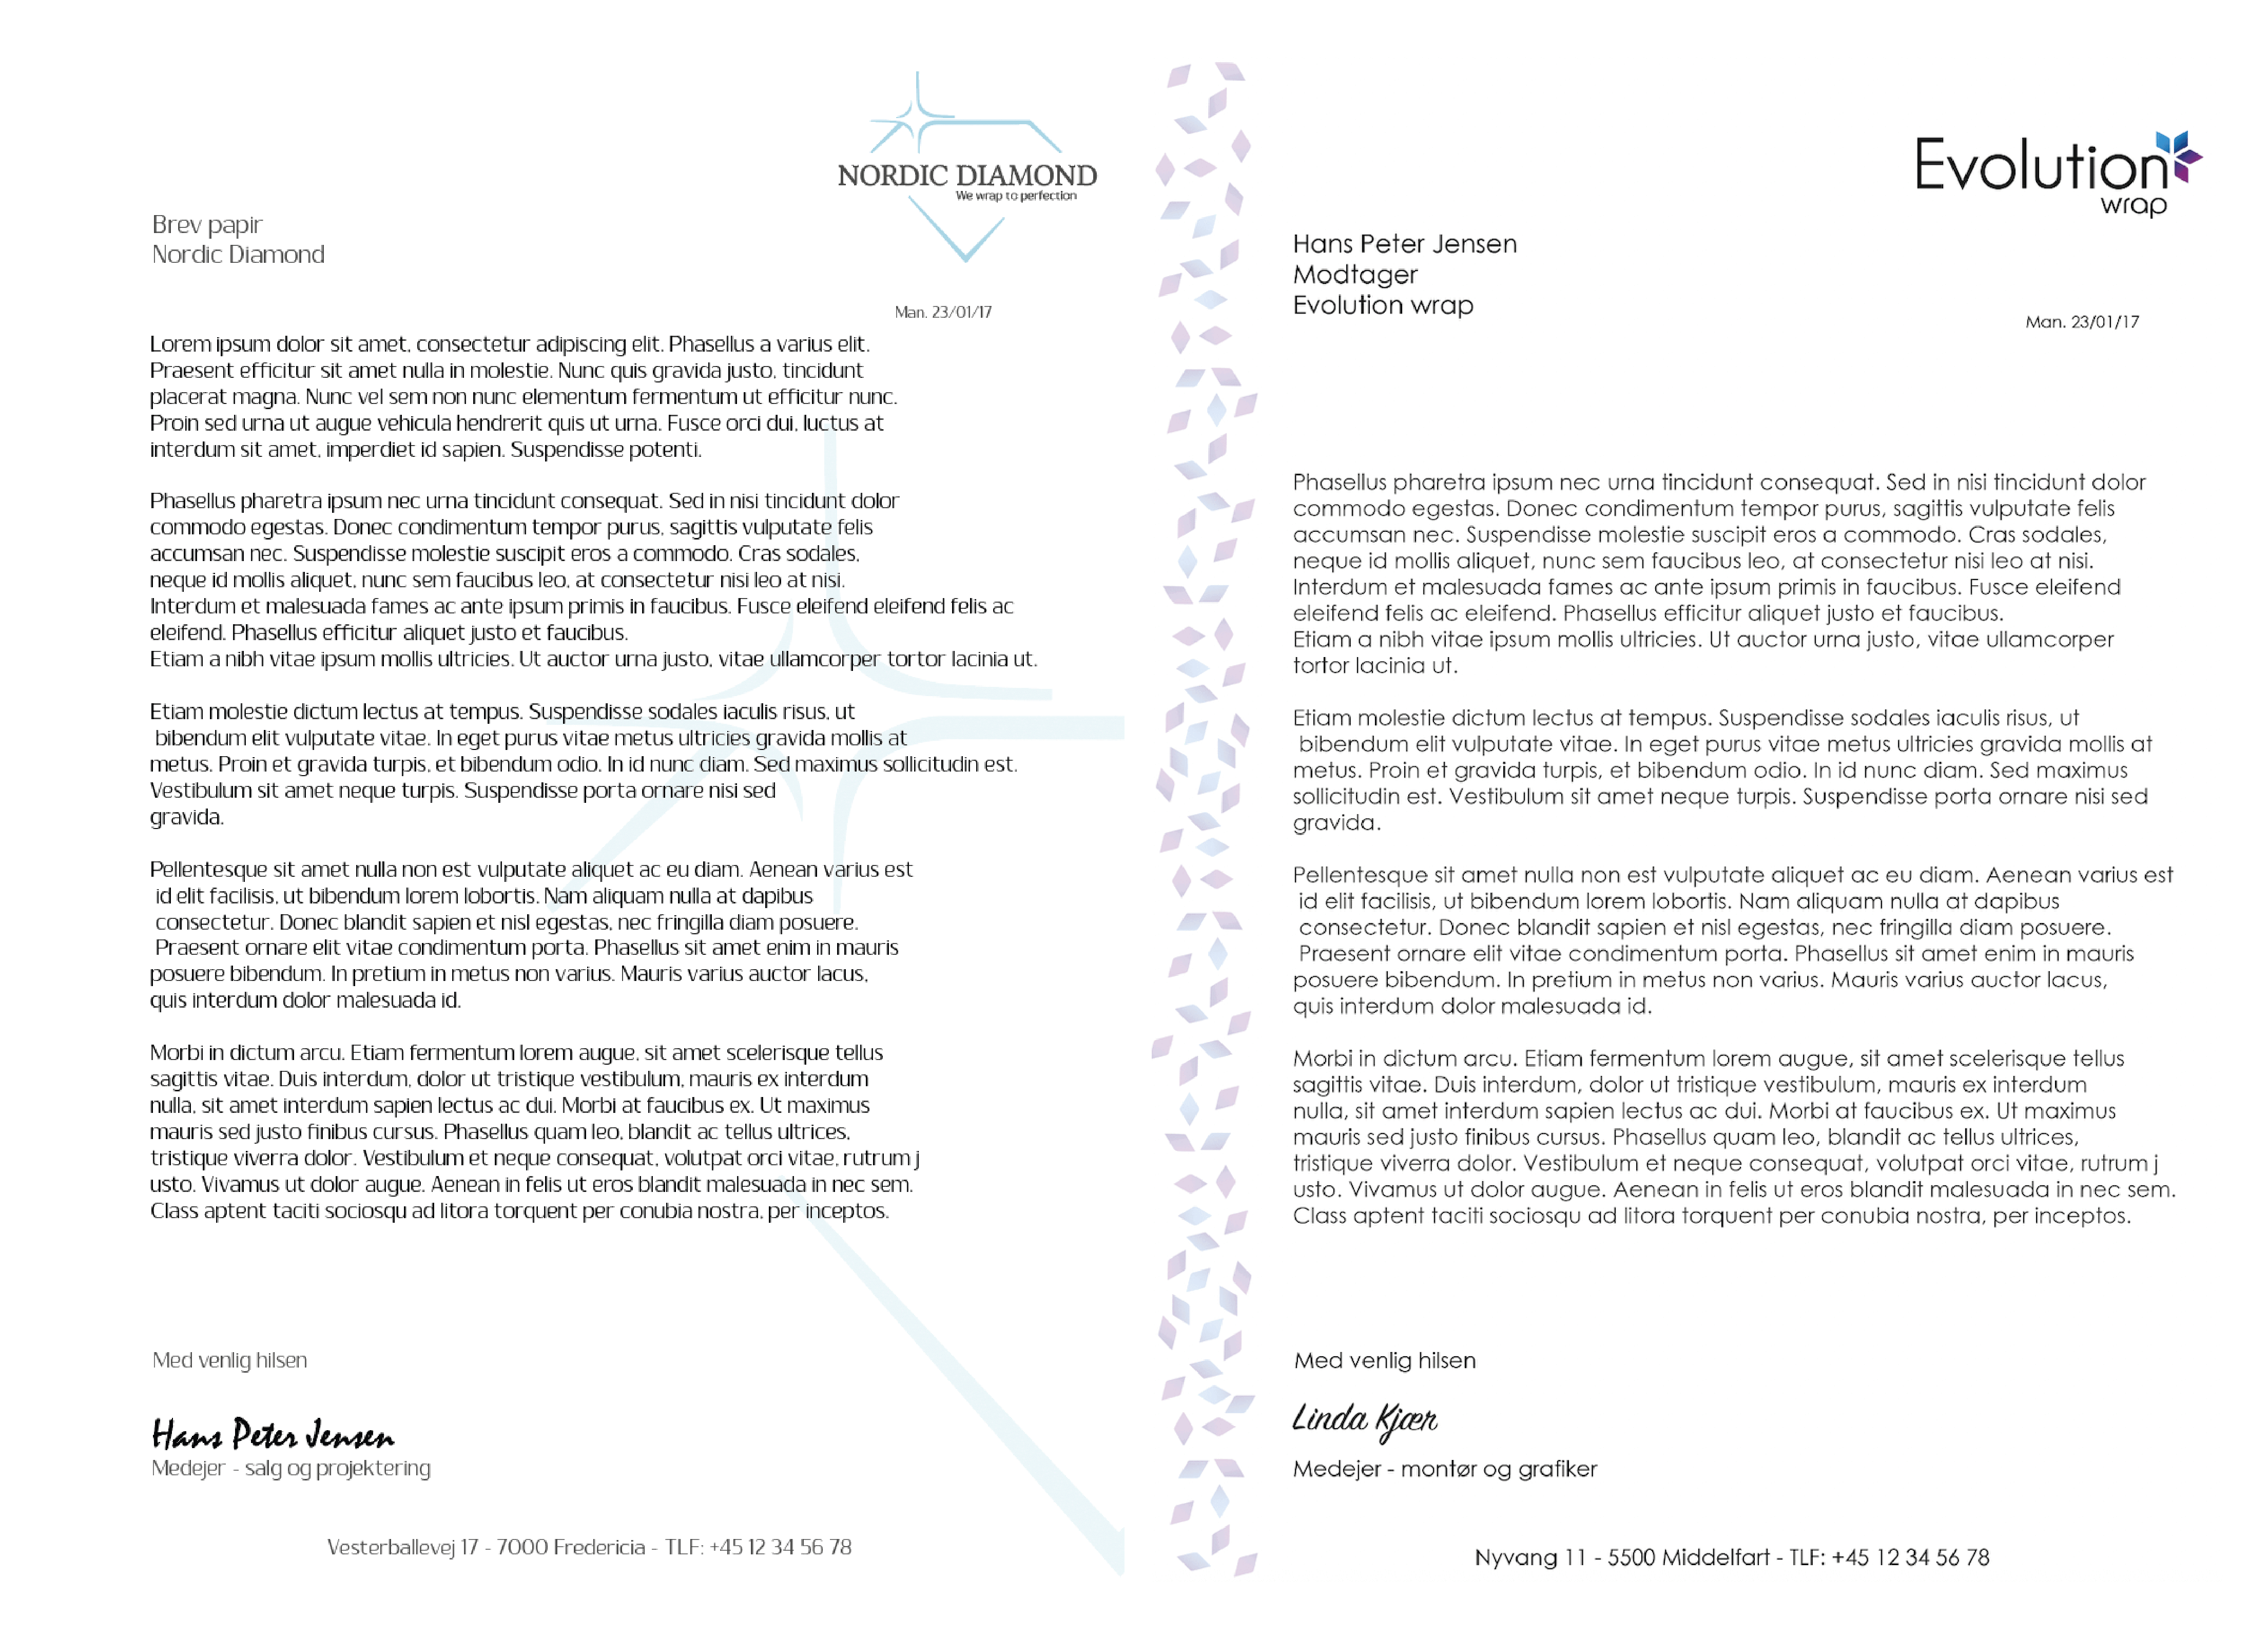 NORDIC DIAMOND
We wrap to perfection
Brev papir
Nordic Diamond
Man. 23/01/17
Lorem ipsum dolor sit amet, consectetur adipiscing elit. Phasellus a varius elit.
Praesent efficitur sit amet nulla in molestie. Nunc quis gravida justo, tincidunt
placerat magna. Nunc vel sem non nunc elementum fermentum ut efficitur nunc.
Proin sed urna ut augue vehicula hendrerit quis ut urna. Fusce orci dui, luctus at
interdum sit amet, imperdiet id sapien. Suspendisse potenti.
Phasellus pharetra ipsum nec urna tincidunt consequat. Sed in nisi tincidunt dolor
commodo egestas. Donec condimentum tempor purus, sagittis vulputate felis
accumsan nec. Suspendisse molestie suscipit eros a commodo. Cras sodales,
neque id mollis aliquet, nunc sem faucibus leo, at consectetur nisi leo at nisi.
Interdum et malesuada fames ac ante ipsum primis in faucibus. Fusce eleifend eleifend felis ac
eleifend. Phasellus efficitur aliquet justo et faucibus.
Etiam a nibh vitae ipsum mollis ultricies. Ut auctor urna justo, vitae ullamcorper tortor lacinia ut.
Etiam molestie dictum lectus at tempus. Suspendisse sodales iaculis risus, ut
bibendum elit vulputate vitae. In eget purus vitae metus ultricies gravida mollis at
metus. Proin et gravida turpis, et bibendum odio. In id nunc diam. Sed maximus sollicitudin est.
Vestibulum sit amet neque turpis. Suspendisse porta ornare nisi sed
gravida.
Pellentesque sit amet nulla non est vulputate aliquet ac eu diam. Aenean varius est
id elit facilisis, ut bibendum lorem lobortis. Nam aliquam nulla at dapibus
consectetur. Donec blandit sapien et nisl egestas, nec fringilla diam posuere.
Praesent ornare elit vitae condimentum porta. Phasellus sit amet enim in mauris
posuere bibendum. In pretium in metus non varius. Mauris varius auctor lacus,
quis interdum dolor malesuada id.
Morbi in dictum arcu. Etiam fermentum lorem augue, sit amet scelerisque tellus
sagittis vitae. Duis interdum, dolor ut tristique vestibulum, mauris ex interdum
nulla, sit amet interdum sapien lectus ac dui. Morbi at faucibus ex. Ut maximus
mauris sed justo finibus cursus. Phasellus quam leo, blandit ac tellus ultrices,
tristique viverra dolor. Vestibulum et neque consequat, volutpat orci vitae, rutrum j
usto. Vivamus ut dolor augue. Aenean in felis ut eros blandit malesuada in nec sem.
Class aptent taciti sociosqu ad litora torquent per conubia nostra, per inceptos.
Med venlig hilsen
Hans Peter Jensen
Medejer - salg og projektering
Vesterballevej 17 - 7000 Fredericia - TLF: +45 12 34 56 78
Evolution
wrap
Hans Peter Jensen
Modtager
Evolution wrap
Man. 23/01/17
Phasellus pharetra ipsum nec urna tincidunt consequat. Sed in nisi tincidunt dolor
commodo egestas. Donec condimentum tempor purus, sagittis vulputate felis
accumsan nec. Suspendisse molestie suscipit eros a commodo. Cras sodales,
neque id mollis aliquet, nunc sem faucibus leo, at consectetur nisi leo at nisi.
Interdum et malesuada fames ac ante ipsum primis in faucibus. Fusce eleifend
eleifend felis ac eleifend. Phasellus efficitur aliquet justo et faucibus.
Etiam a nibh vitae ipsum mollis ultricies. Ut auctor urna justo, vitae ullamcorper
tortor lacinia ut.
Etiam molestie dictum lectus at tempus. Suspendisse sodales iaculis risus, ut
bibendum elit vulputate vitae. In eget purus vitae metus ultricies gravida mollis at
metus. Proin et gravida turpis, et bibendum odio. In id nunc diam. Sed maximus
sollicitudin est. Vestibulum sit amet neque turpis. Suspendisse porta ornare nisi sed
gravida.
Pellentesque sit amet nulla non est vulputate aliquet ac eu diam. Aenean varius est
id elit facilisis, ut bibendum lorem lobortis. Nam aliquam nulla at dapibus
consectetur. Donec blandit sapien et nisl egestas, nec fringilla diam posuere.
Praesent ornare elit vitae condimentum porta. Phasellus sit amet enim in mauris
posuere bibendum. In pretium in metus non varius. Mauris varius auctor lacus,
quis interdum dolor malesuada id.
Morbi in dictum arcu. Etiam fermentum lorem augue, sit amet scelerisque tellus
sagittis vitae. Duis interdum, dolor ut tristique vestibulum, mauris ex interdum
nulla, sit amet interdum sapien lectus ac dui. Morbi at faucibus ex. Ut maximus
mauris sed justo finibus cursus. Phasellus quam leo, blandit ac tellus ultrices,
tristique viverra dolor. Vestibulum et neque consequat, volutpat orci vitae, rutrum j
usto. Vivamus ut dolor augue. Aenean in felis ut eros blandit malesuada in nec sem.
Class aptent taciti sociosqu ad litora torquent per conubia nostra, per inceptos.
Med venlig hilsen
Linda Kjær
Medejer - montør og grafiker
Nyvang 11 - 5500 Middelfart - TLF: +45 12 34 56 78